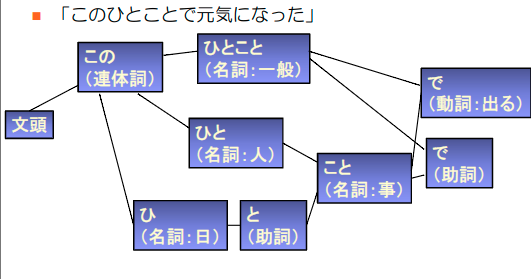 「このひとことで元気になった」
この
（連体詞）
ひとこと
（名詞：一般）
で
（動詞：出る）
文頭
ひと
（名詞：人）
で
（助詞）
こと
（名詞：事）
ひ
（名詞：日）
と
（助詞）